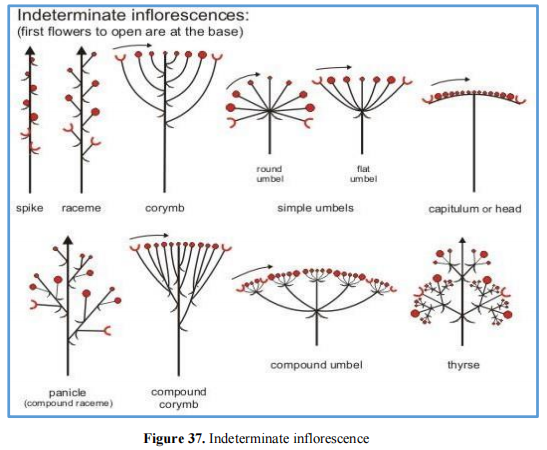 Indeterminate inflorescences:
(first flowers to open are at the base)
round
umbel
flat
umbel
spike raceme corymb simple umbels capitulum or head
panicle
(compound raceme)
compound
corymb
compound umbel
thyrse
Figure 37. Indeterminate inflorescence